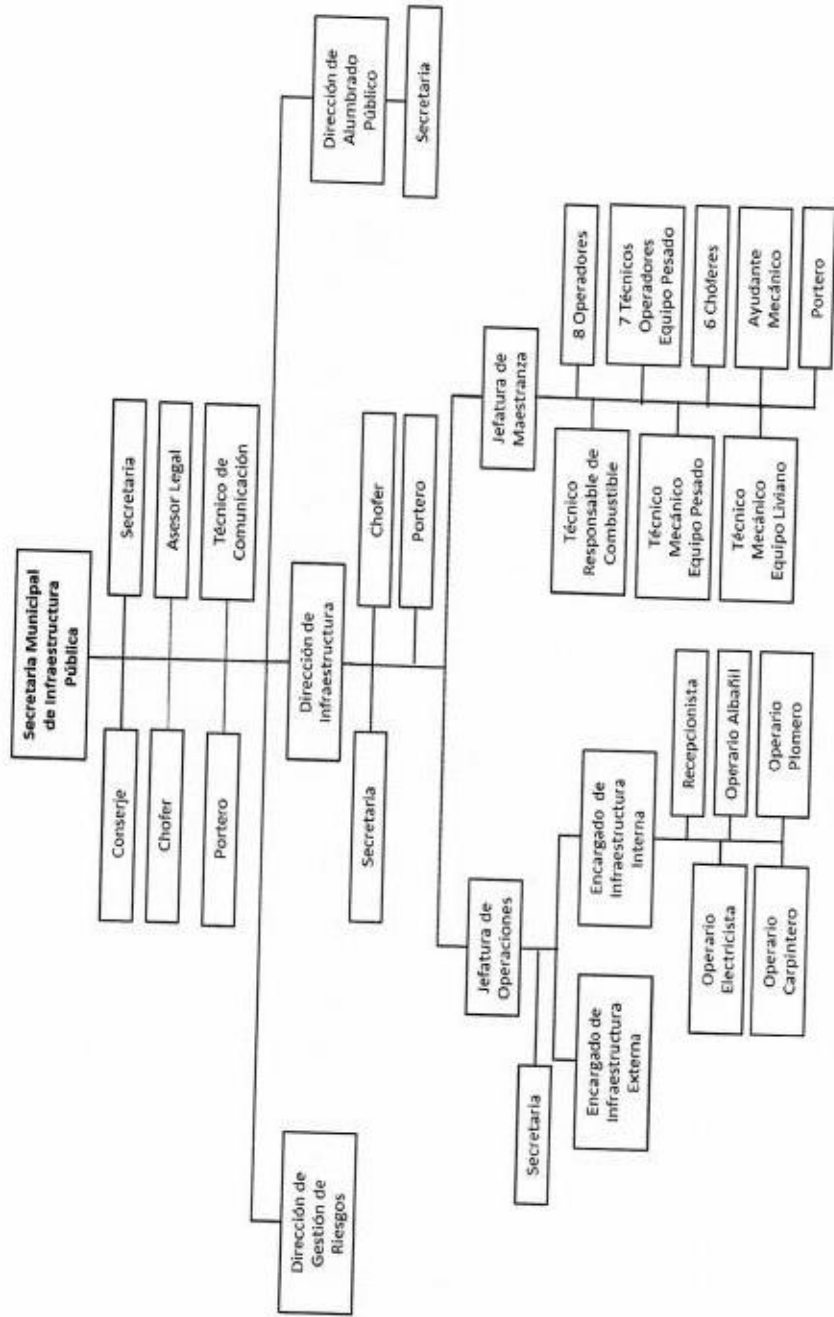 Secretaria Municipal
de Infraestructura
Pública
Conserje
Secretaria
Chofer
Asesor Legal
Portero
Técnico de
Comunicación
Dirección de
Gestión de
Riesgos
Dirección de
Infraestructura
Dirección de
Alumbrado
Público
Secretaria
Secretaria
Chofer
Portero
Jefatura de
Operaciones
Secretaria
Encargado de
Infraestructura
Externa
Encargado de
Infraestructura
Interna
Recepcionista
Operario
Electricista
Operario Albañil
Operario
Carpintero
Operario
Plomero
Jefatura de
Maestranza
8 Operadores
Técnico
Responsable de
Combustible
7 Técnicos
Operadores
Equipo Pesado
Técnico
Mecánico
Equipo Pesado
6 Chóferes
Técnico
Mecánico
Equipo Liviano
Ayudante
Mecánico
Portero